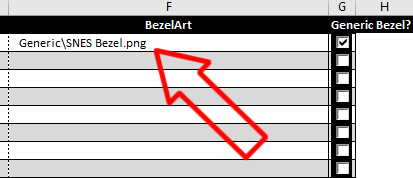 F G H
BezelArt Generic Bezel?
Generic\SNES Bezel.png